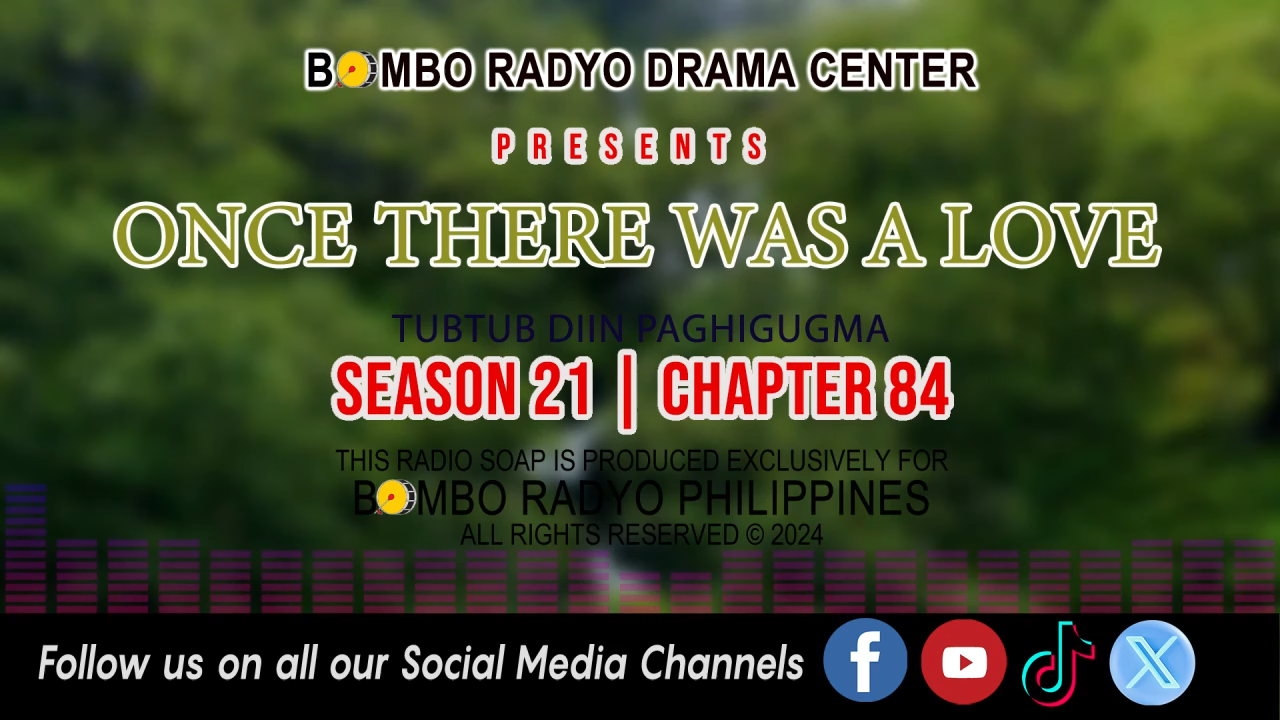 BOMBO RADYO DRAMA CENTER
PRESENTS
ONCE THERE WAS A LOVE
TUBTUB DIIN PAGHIGUGMA
SEASON 21 | CHAPTER 84
THIS RADIO SOAP IS PRODUCED EXCLUSIVELY FOR
BOMBO RADYO PHILIPPINES
ALL RIGHTS RESERVED © 2024
Follow us on all our Social Media Channels